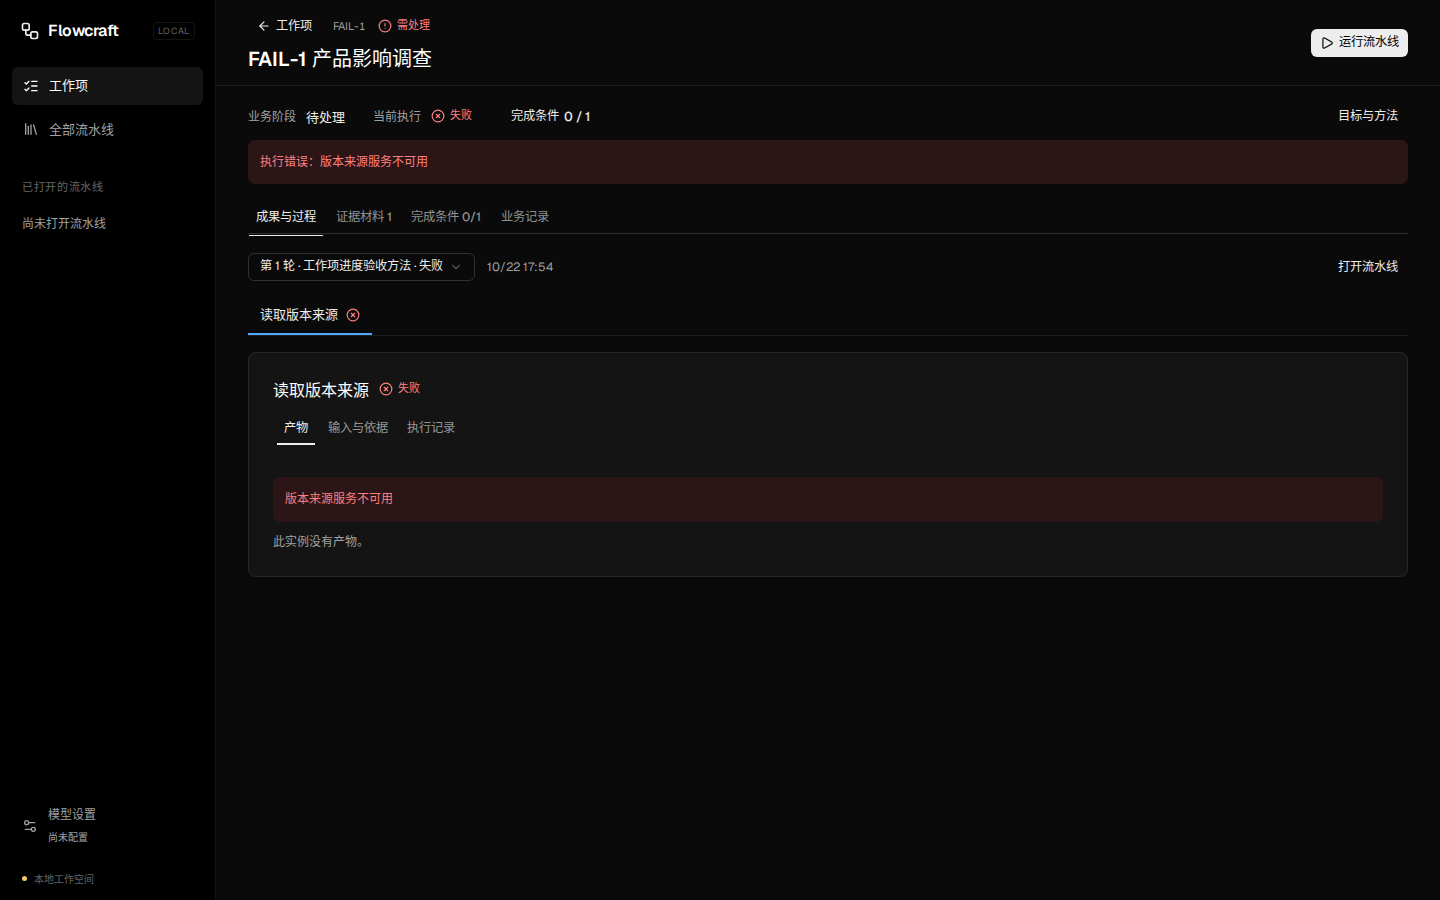 Flowcraft LOCAL
工作项
全部流水线
已打开的流水线
尚未打开流水线
模型设置
尚未配置
本地工作空间
工作项 FAIL-1 需处理
FAIL-1 产品影响调查
运行流水线
业务阶段 待处理 当前执行 失败 完成条件 0 / 1 目标与方法
执行错误：版本来源服务不可用
成果与过程 证据材料 1 完成条件 0/1 业务记录
第 1 轮 · 工作项进度验收方法 · 失败 10/22 17:54 打开流水线
读取版本来源
读取版本来源 失败
产物 输入与依据 执行记录
版本来源服务不可用
此实例没有产物。